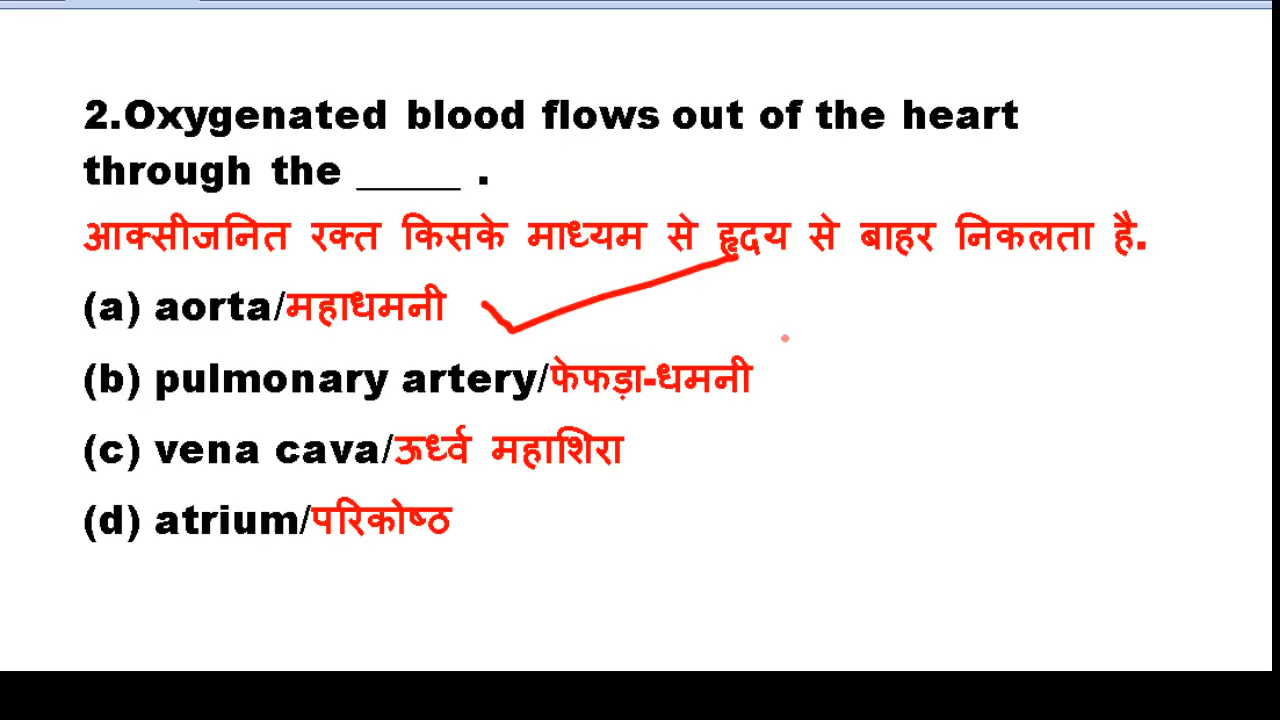 2.Oxygenated blood flows out of the heart
through the _____ .
आक्सीजनित रक्त किसके माध्यम से हृदय से बाहर निकलता है.
(a) aorta/महाधमनी
(b) pulmonary artery/फेफड़ा-धमनी
(c) vena cava/ऊर्ध्व महाशिरा
(d) atrium/परिकोष्ठ